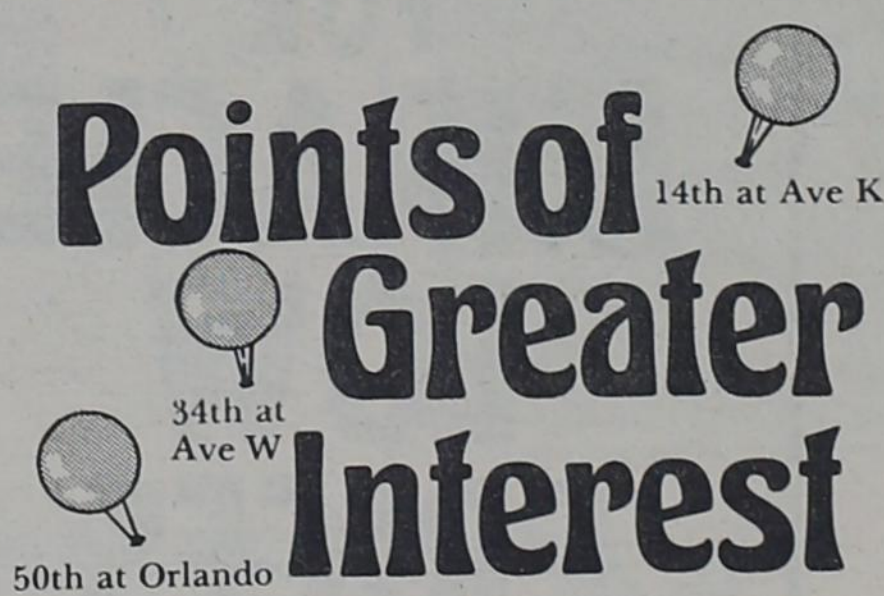 Points of
14th at Ave K
Greater
34th at
Ave W
Interest
50th at Orlando